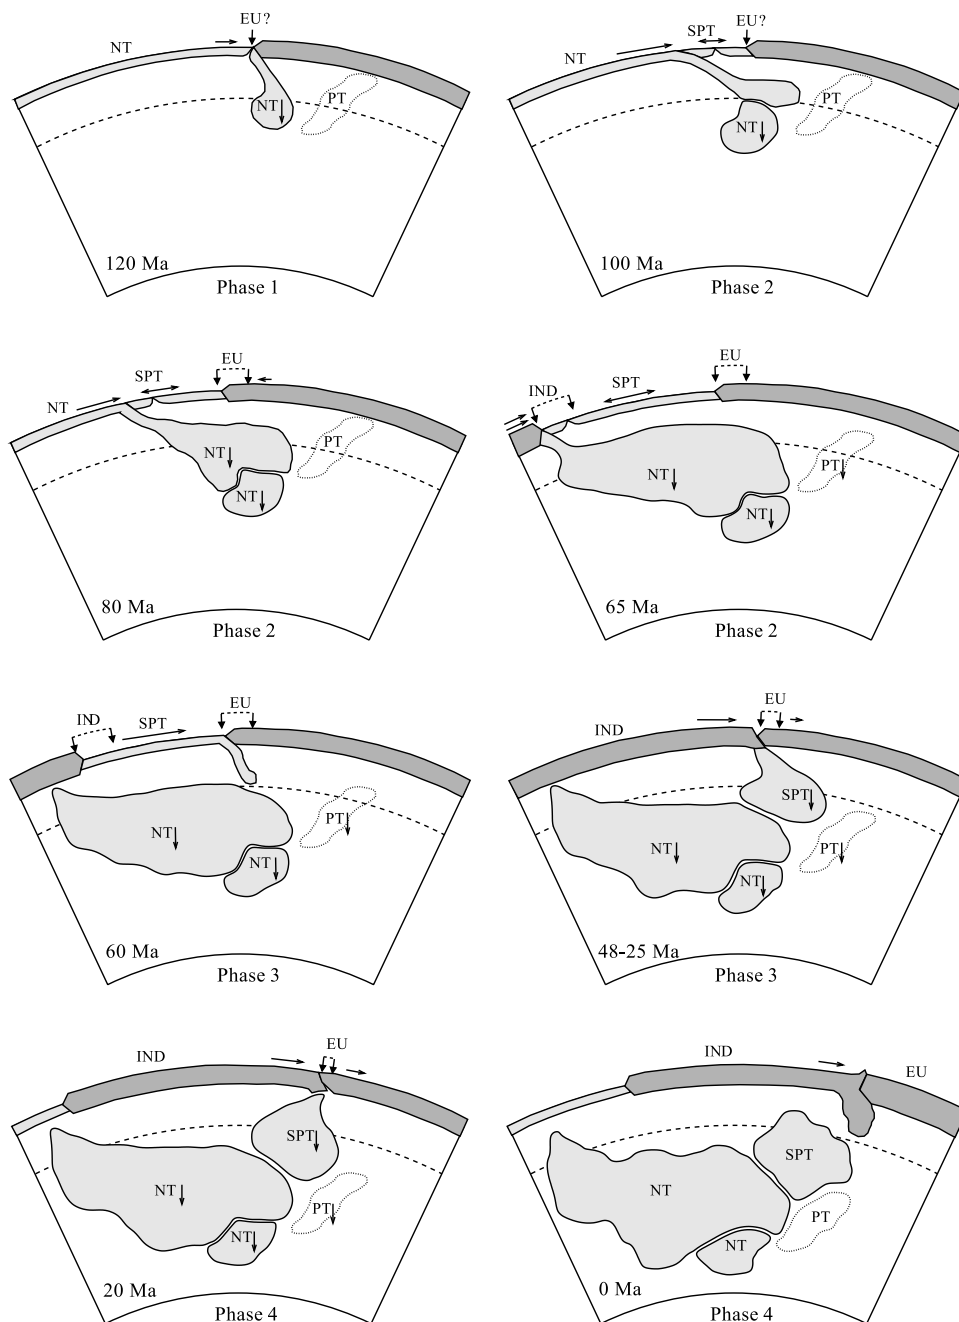 EU?
NT
NT
PT
120 Ma
Phase 1
EU?
SPT
NT
PT
NT
100 Ma
Phase 2
EU
SPT
NT
PT
NT
NT
80 Ma
Phase 2
EU
SPT
IND
PT
NT
NT
65 Ma
Phase 2
EU
IND
SPT
PT
NT
NT
60 Ma
Phase 3
EU
IND
SPT
NT
PT
NT
48-25 Ma
Phase 3
EU
IND
SPT
NT
PT
NT
20 Ma
Phase 4
IND
EU
SPT
NT
PT
NT
0 Ma
Phase 4